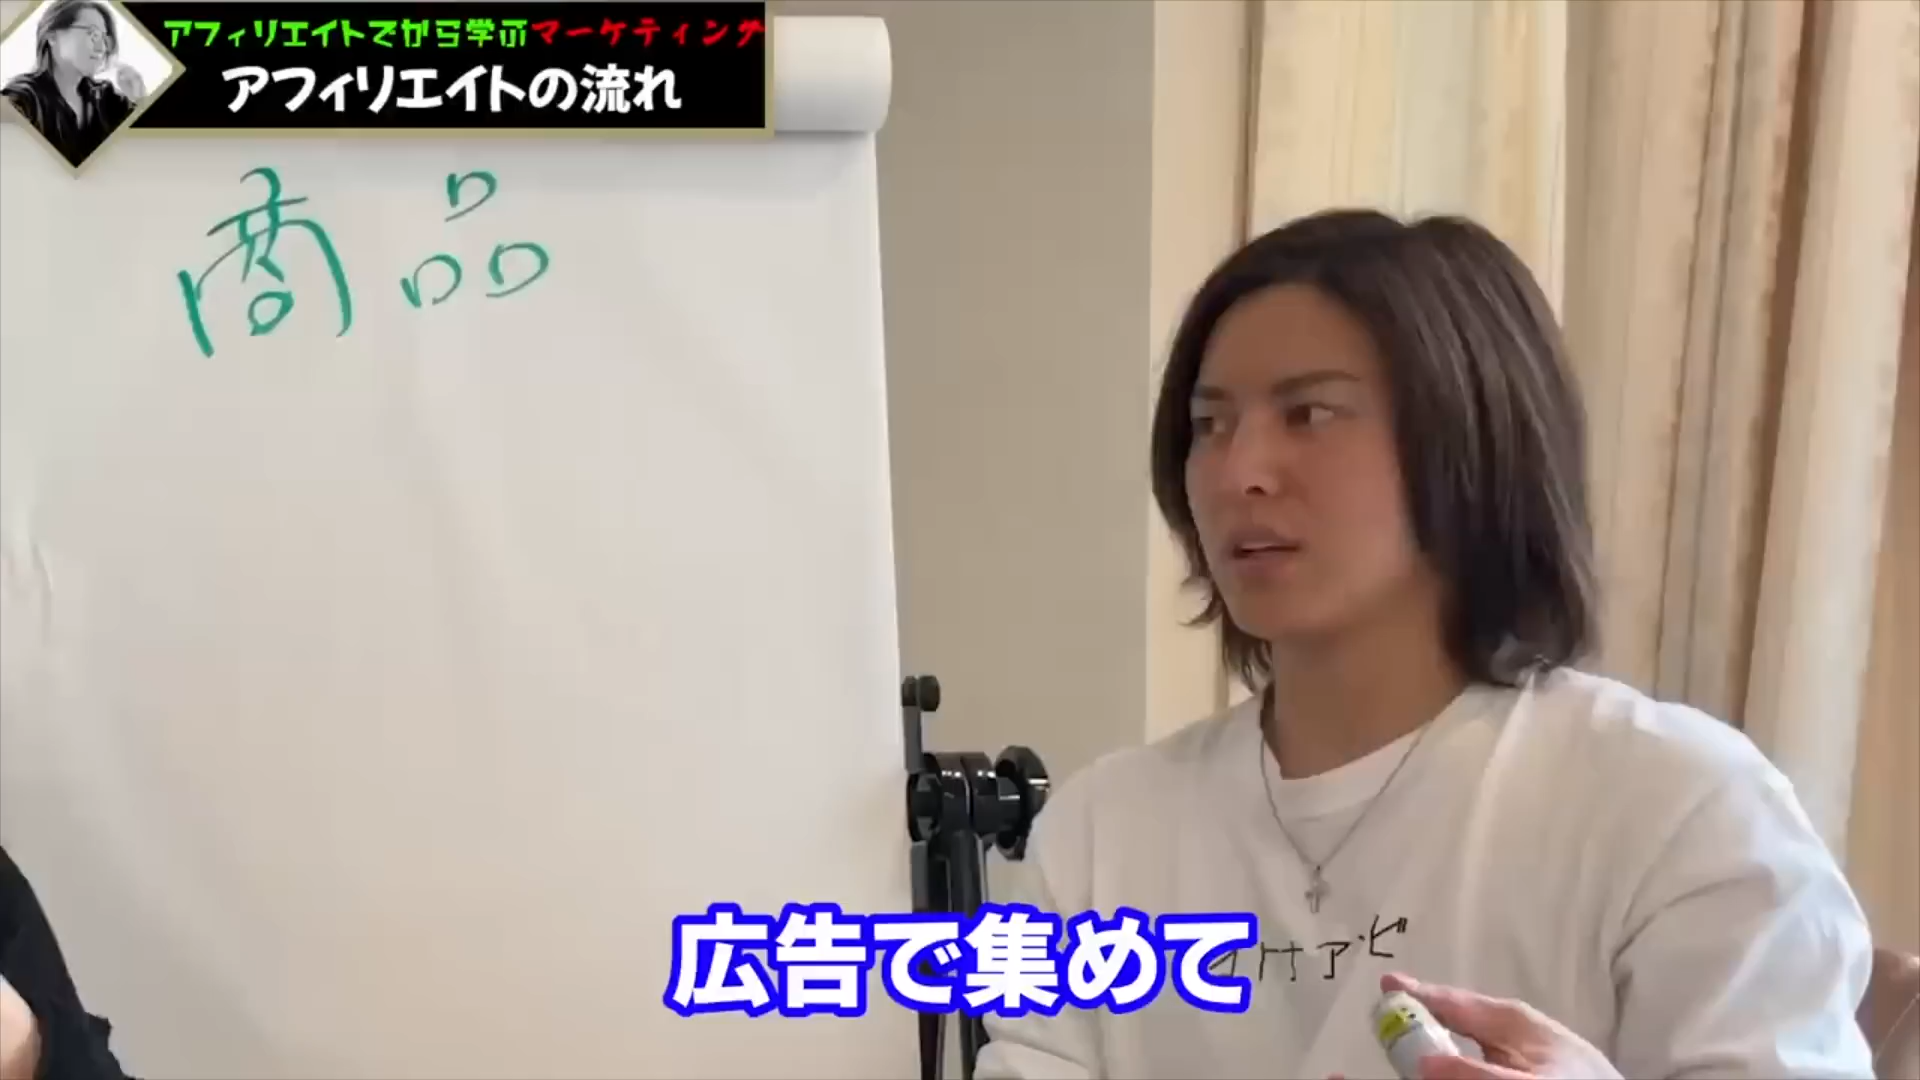 アフィリエイトでから学ぶマーケティング
アフィリエイトの流れ
商品
広告で集めて